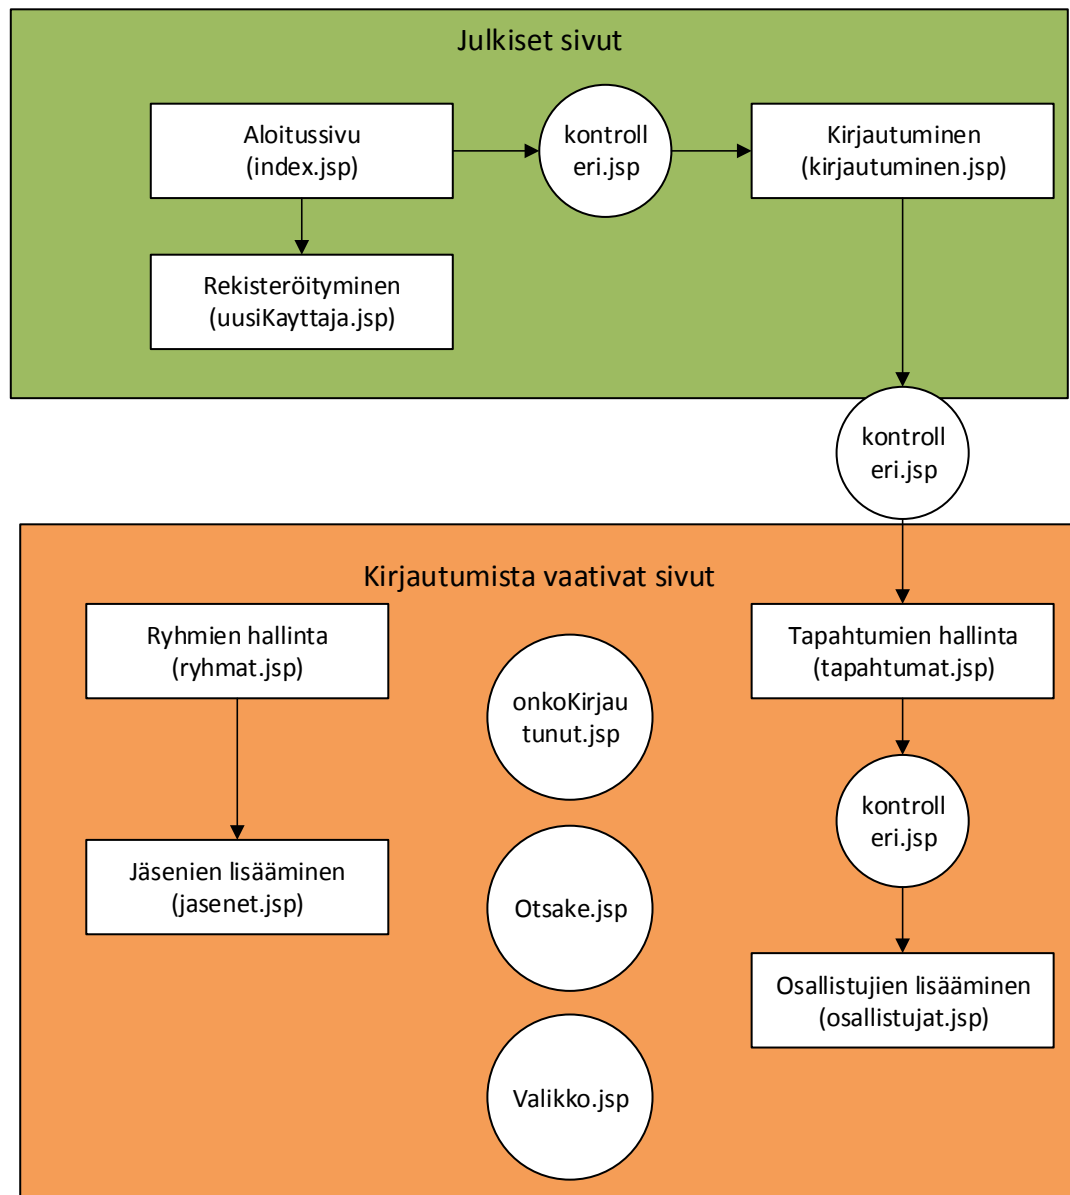 Julkiset sivut
Aloitussivu
(index.jsp)
kontroll
eri.jsp
Kirjautuminen
(kirjautuminen.jsp)
Rekisteröityminen
(uusiKayttaja.jsp)
kontroll
eri.jsp
Kirjautumista vaativat sivut
Ryhmien hallinta
(ryhmat.jsp)
Tapahtumien hallinta
(tapahtumat.jsp)
onkoKirjau
tunut.jsp
kontroll
eri.jsp
Jäsenien lisääminen
(jasenet.jsp)
Otsake.jsp
Osallistujien lisääminen
(osallistujat.jsp)
Valikko.jsp